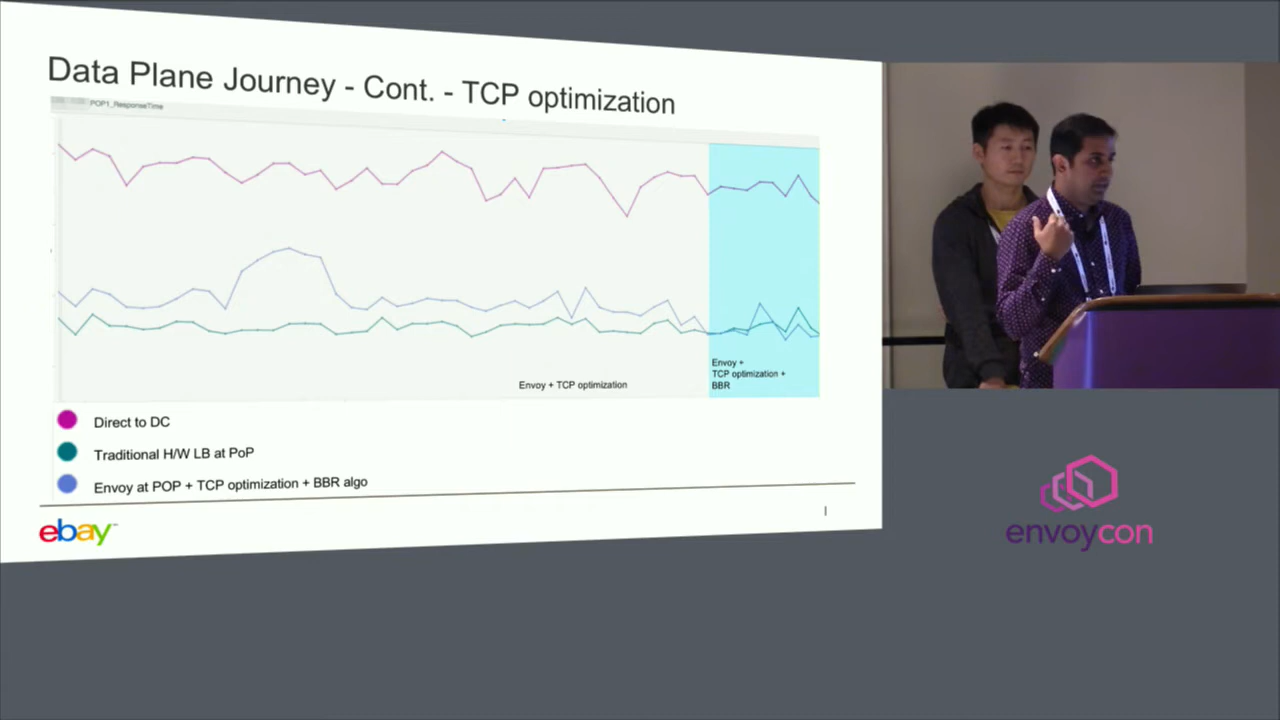 Data Plane Journey - Cont. - TCP optimization
POP1_ResponseTime
Envoy + TCP optimization
Envoy +
TCP optimization +
BBR
Direct to DC
Traditional H/W LB at PoP
Envoy at POP + TCP optimization + BBR algo
ebay
envoycon